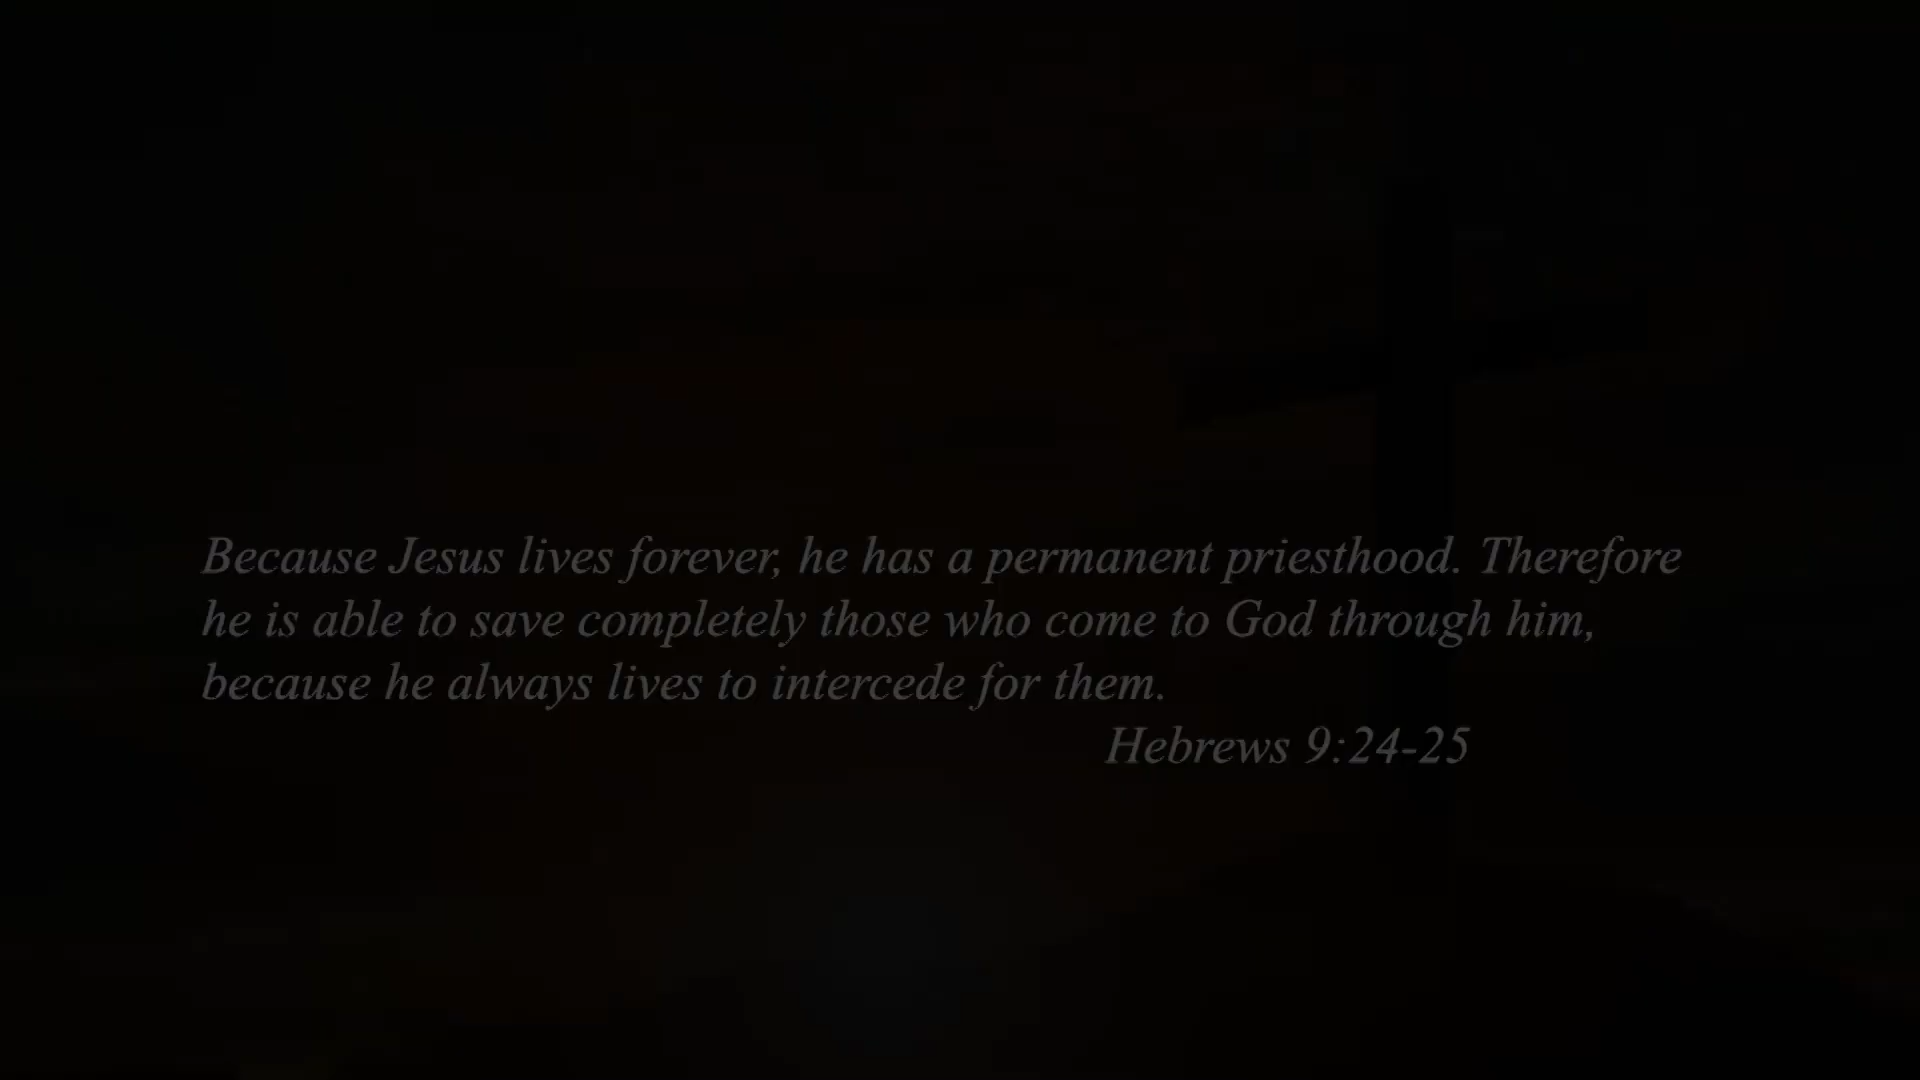 Because Jesus lives forever, he has a permanent priesthood. Therefore
he is able to save completely those who come to God through him,
because he always lives to intercede for them.
Hebrews 9:24-25